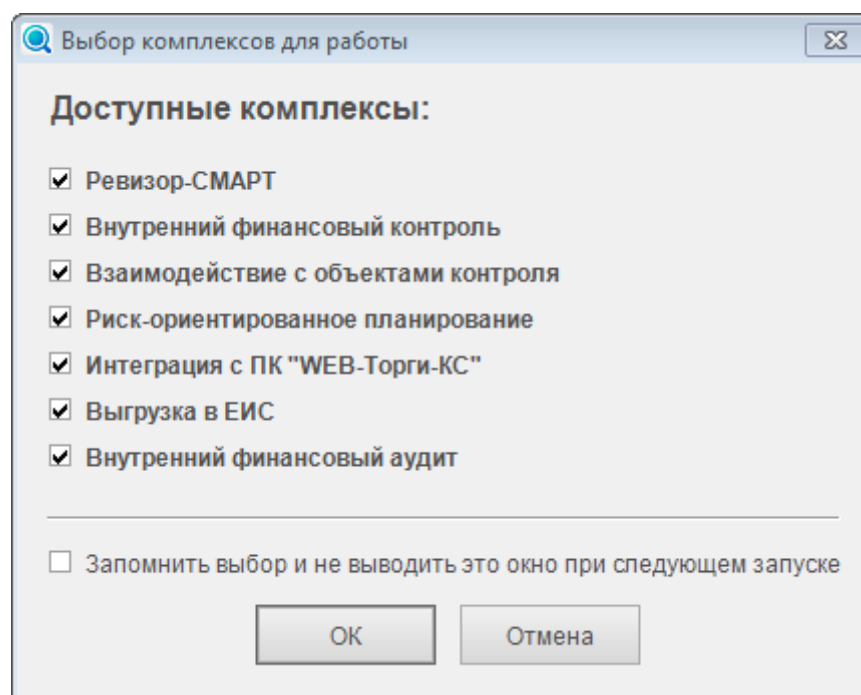 Выбор комплексов для работы
Доступные комплексы:
Ревизор-СМАРТ
Внутренний финансовый контроль
Взаимодействие с объектами контроля
Риск-ориентированное планирование
Интеграция с ПК "WEB-Торги-КС"
Выгрузка в ЕИС
Внутренний финансовый аудит
Запомнить выбор и не выводить это окно при следующем запуске
ОК
Отмена